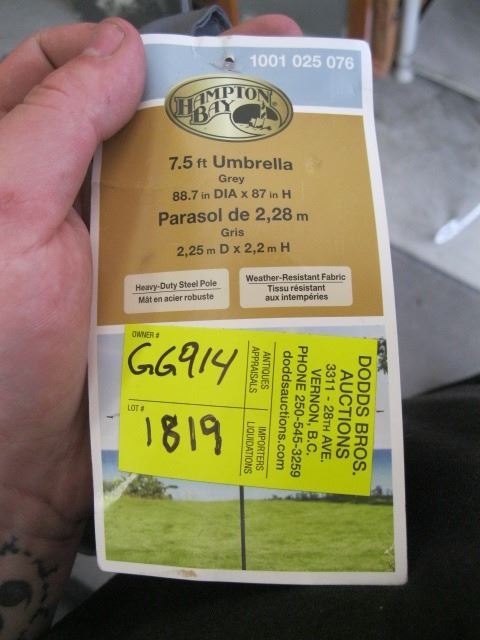 1001 025 076
HAMPTON
BAY
7.5 ft Umbrella
Grey
88.7 in DIA x 87 in H
Parasol de 2,28 m
Gris
2,25 m D x 2,2 m H
Heavy-Duty Steel Pole
Mât en acier robuste
Weather-Resistant Fabric
Tissu résistant
aux intempéries
OWNER #
GG914
LOT #
1819
ANTIQUES
APPRAISALS
IMPORTERS
LIQUIDATIONS
DODDS BROS.
AUCTIONS
3311 - 28TH AVE.
VERNON, B.C.
PHONE 250-545-3259
doddsauctions.com